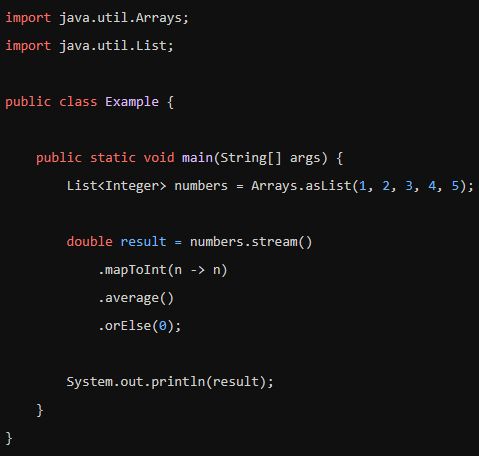 import java.util.Arrays;
import java.util.List;
public class Example {
public static void main(String[] args) {
List<Integer> numbers = Arrays.asList(1, 2, 3, 4, 5);
double result = numbers.stream()
.mapToInt(n -> n)
.average()
.orElse(0);
System.out.println(result);
}
}